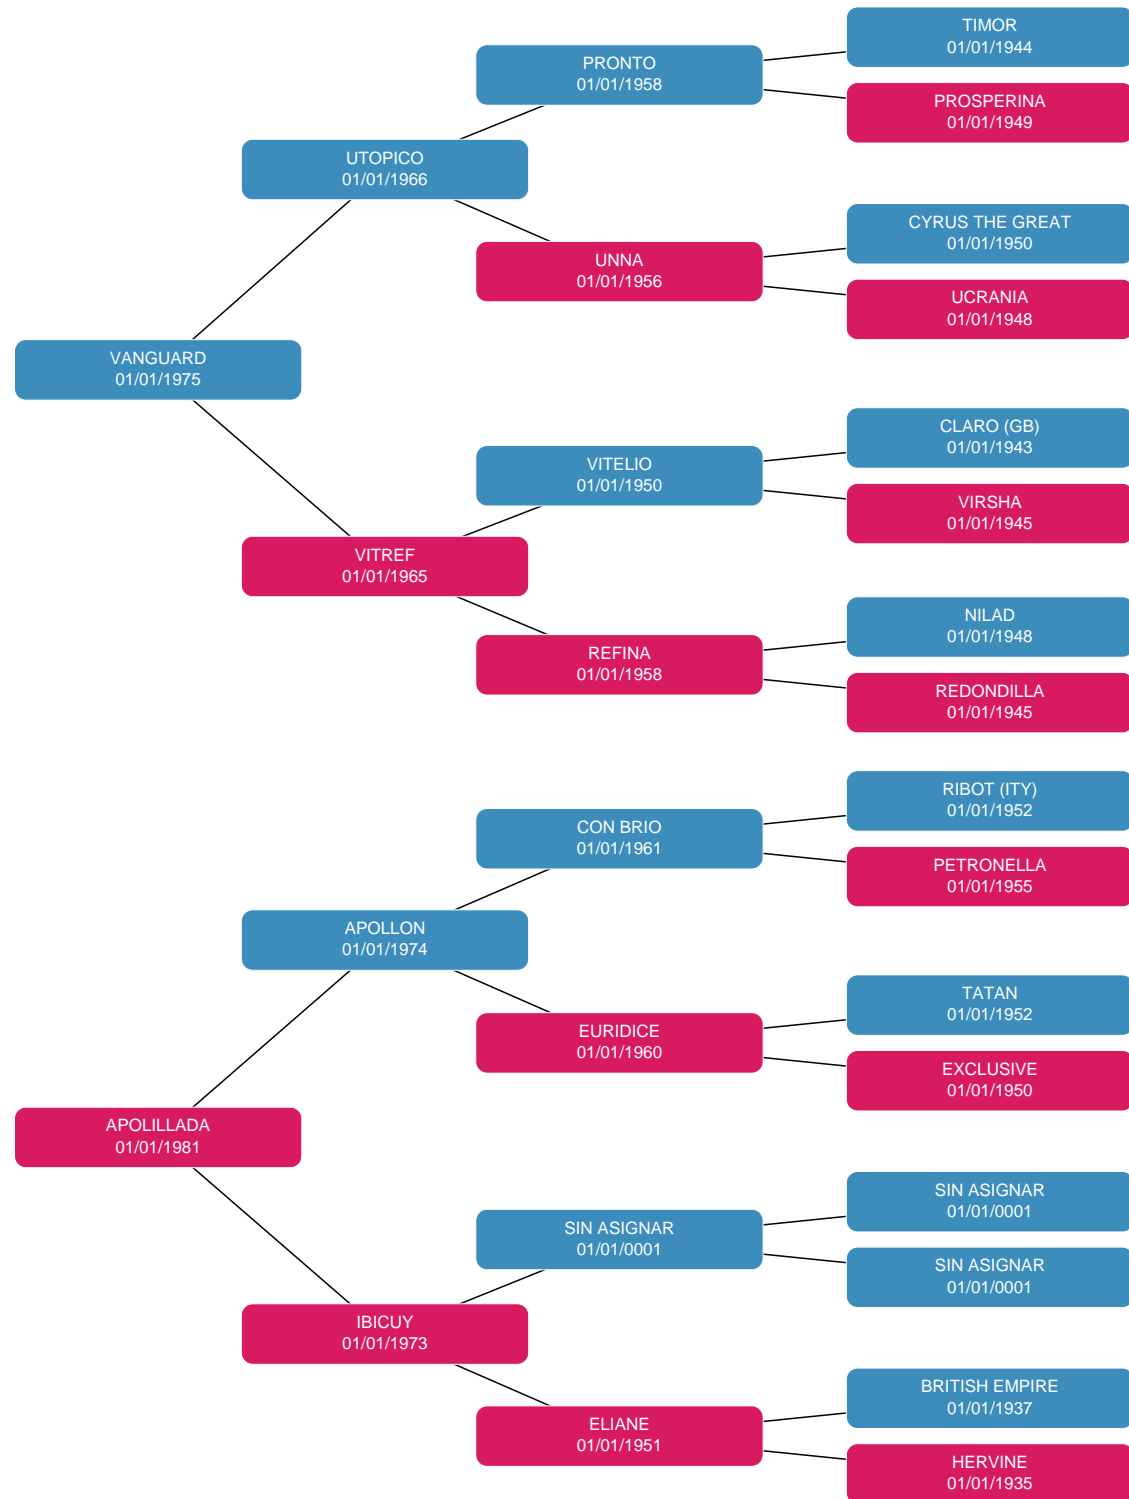 TIMOR
01/01/1944
PRONTO
01/01/1958
PROSPERINA
01/01/1949
UTOPICO
01/01/1966
CYRUS THE GREAT
01/01/1950
UNNA
01/01/1956
UCRANIA
01/01/1948
VANGUARD
01/01/1975
CLARO (GB)
01/01/1943
VITELIO
01/01/1950
VIRSHA
01/01/1945
VITREF
01/01/1965
NILAD
01/01/1948
REFINA
01/01/1958
REDONDILLA
01/01/1945
RIBOT (ITY)
01/01/1952
CON BRIO
01/01/1961
PETRONELLA
01/01/1955
APOLLON
01/01/1974
TATAN
01/01/1952
EURIDICE
01/01/1960
EXCLUSIVE
01/01/1950
APOLILLADA
01/01/1981
SIN ASIGNAR
01/01/0001
SIN ASIGNAR
01/01/0001
SIN ASIGNAR
01/01/0001
IBICUY
01/01/1973
BRITISH EMPIRE
01/01/1937
ELIANE
01/01/1951
HERVINE
01/01/1935